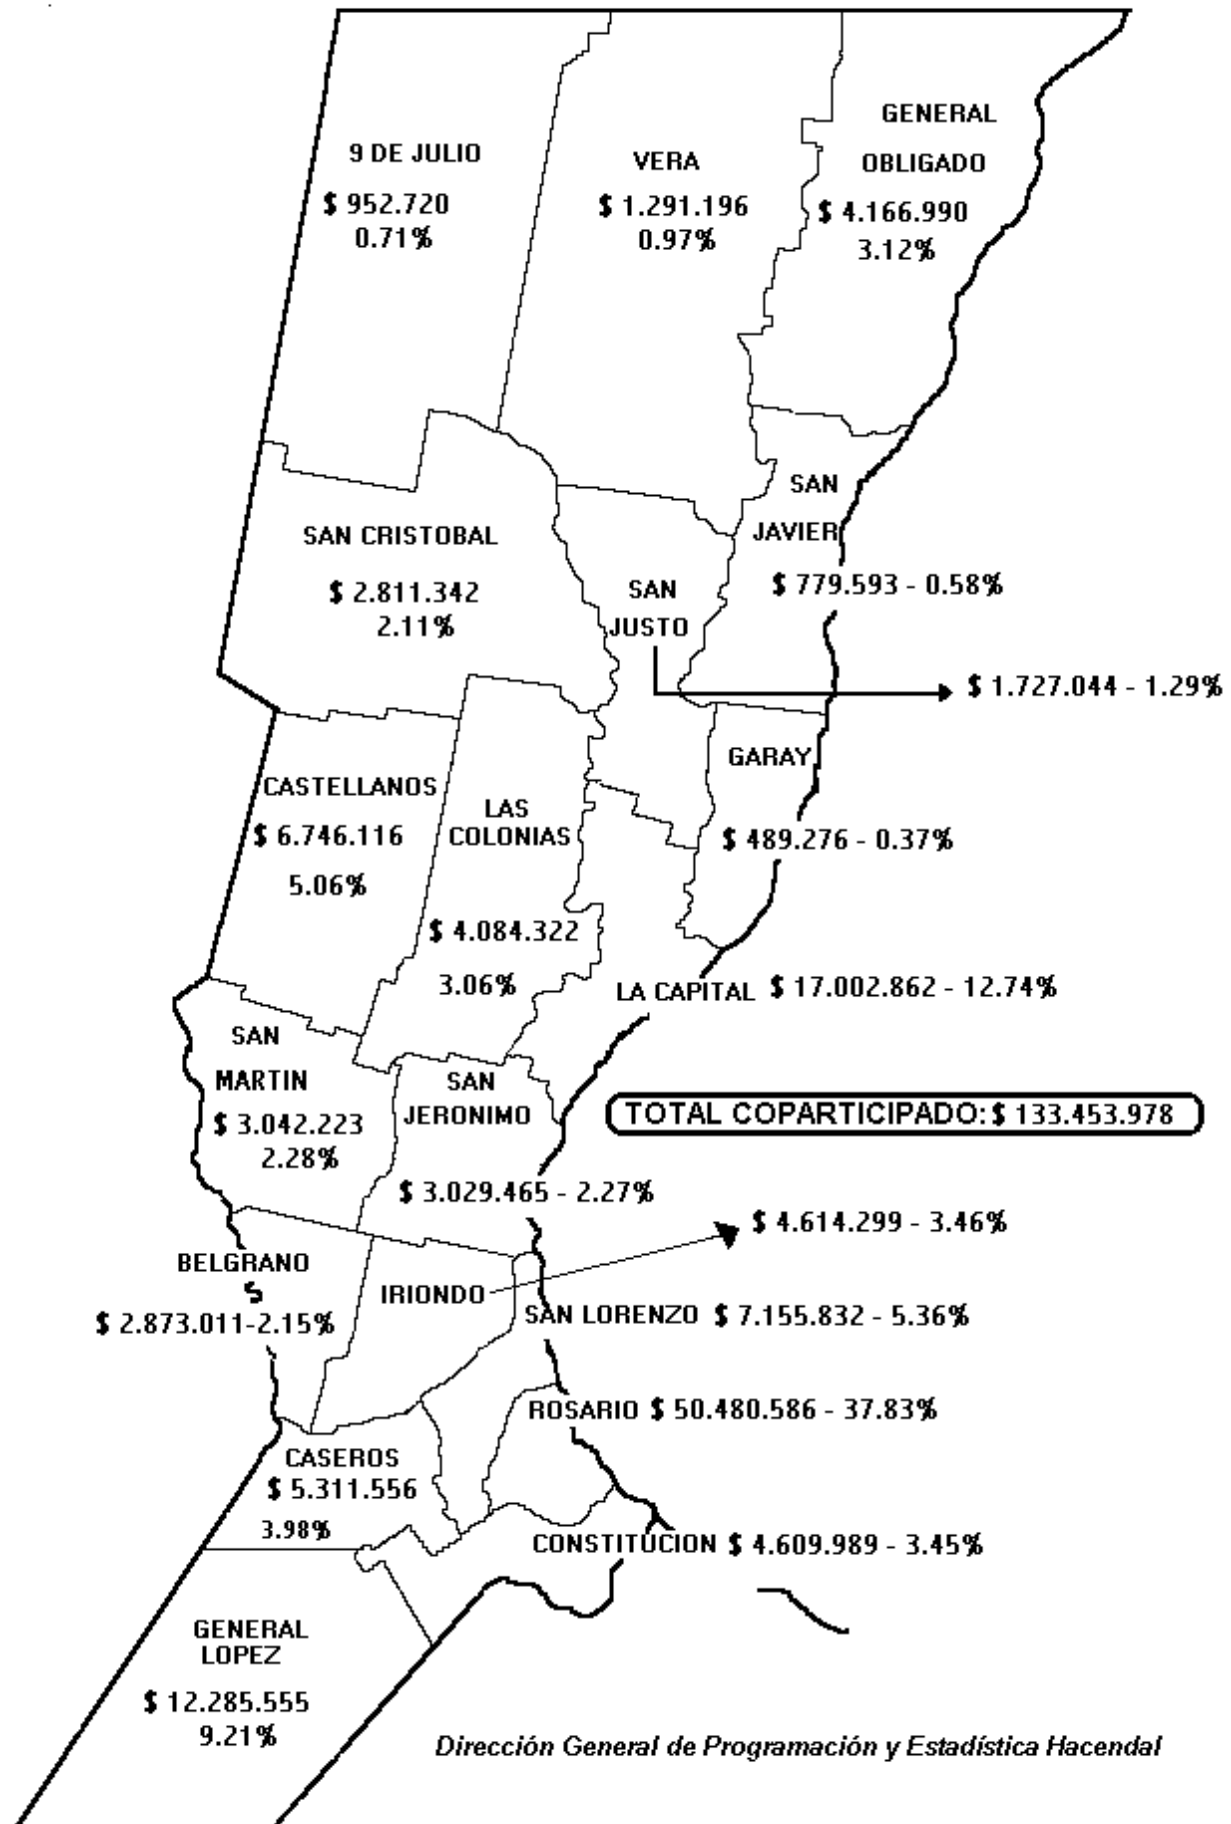 9 DE JULIO
$ 952.720
0.71%
VERA
$ 1.291.196
0.97%
GENERAL
OBLIGADO
$ 4.166.990
3.12%
SAN CRISTOBAL
$ 2.811.342
2.11%
SAN
JAVIER
$ 779.593 - 0.58%
SAN
JUSTO
$ 1.727.044 - 1.29%
CASTELLANOS
$ 6.746.116
5.06%
LAS
COLONIAS
$ 4.084.322
3.06%
GARAY
$ 489.276 - 0.37%
LA CAPITAL $ 17.002.862 - 12.74%
SAN
MARTIN
$ 3.042.223
2.28%
SAN
JERONIMO
$ 3.029.465 - 2.27%
TOTAL COPARTICIPADO: $ 133.453.978
BELGRANO
$ 2.873.011-2.15%
IRIONDO
$ 4.614.299 - 3.46%
SAN LORENZO $ 7.155.832 - 5.36%
ROSARIO $ 50.480.586 - 37.83%
CASEROS
$ 5.311.556
3.98%
CONSTITUCION $ 4.609.989 - 3.45%
GENERAL
LOPEZ
$ 12.285.555
9.21%
Dirección General de Programación y Estadística Hacendal